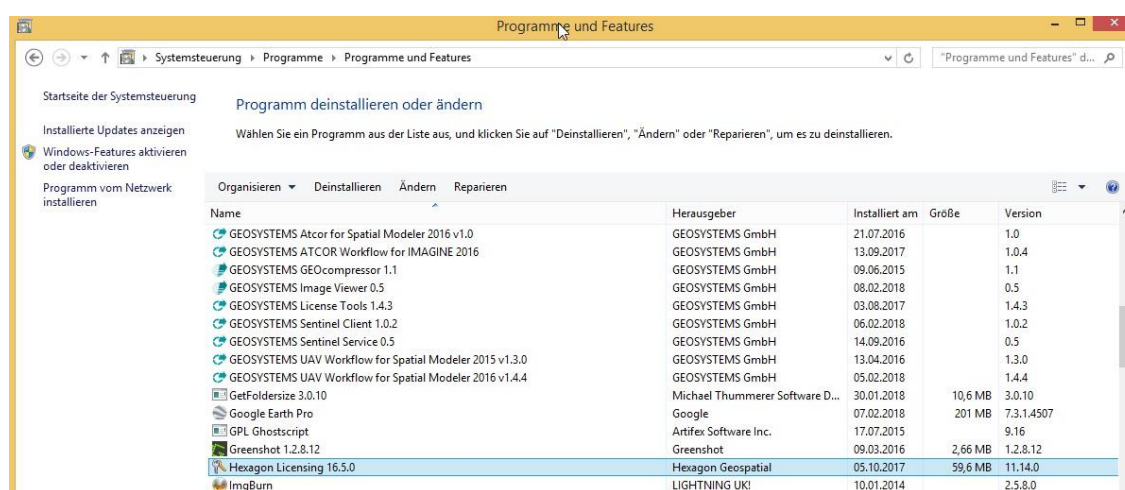 Programme und Features
Systemsteuerung Programme Programme und Features "Programme und Features" d...
Startseite der Systemsteuerung
Installierte Updates anzeigen
Windows-Features aktivieren
oder deaktivieren
Programm vom Netzwerk
installieren
Programm deinstallieren oder ändern
Wählen Sie ein Programm aus der Liste aus, und klicken Sie auf "Deinstallieren", "Ändern" oder "Reparieren", um es zu deinstallieren.
Organisieren Deinstallieren Ändern Reparieren
Name Herausgeber Installiert am Größe Version
GEOSYSTEMS Atcor for Spatial Modeler 2016 v1.0 GEOSYSTEMS GmbH 21.07.2016 1.0
GEOSYSTEMS ATCOR Workflow for IMAGINE 2016 GEOSYSTEMS GmbH 13.09.2017 1.0.4
GEOSYSTEMS GEOcompressor 1.1 GEOSYSTEMS GmbH 09.06.2015 1.1
GEOSYSTEMS Image Viewer 0.5 GEOSYSTEMS GmbH 08.02.2018 0.5
GEOSYSTEMS License Tools 1.4.3 GEOSYSTEMS GmbH 03.08.2017 1.4.3
GEOSYSTEMS Sentinel Client 1.0.2 GEOSYSTEMS GmbH 06.02.2018 1.0.2
GEOSYSTEMS Sentinel Service 0.5 GEOSYSTEMS GmbH 14.09.2016 0.5
GEOSYSTEMS UAV Workflow for Spatial Modeler 2015 v1.3.0 GEOSYSTEMS GmbH 13.04.2016 1.3.0
GEOSYSTEMS UAV Workflow for Spatial Modeler 2016 v1.4.4 GEOSYSTEMS GmbH 05.02.2018 1.4.4
GetFoldersize 3.0.10 Michael Thummerer Software D... 30.01.2018 10,6 MB 3.0.10
Google Earth Pro Google 07.02.2018 201 MB 7.3.1.4507
GPL Ghostscript Artifex Software Inc. 17.07.2015 9.16
Greenshot 1.2.8.12 Greenshot 09.03.2016 2,66 MB 1.2.8.12
Hexagon Licensing 16.5.0 Hexagon Geospatial 05.10.2017 59,6 MB 11.14.0
ImgBurn LIGHTNING UK! 10.01.2014 2.5.8.0